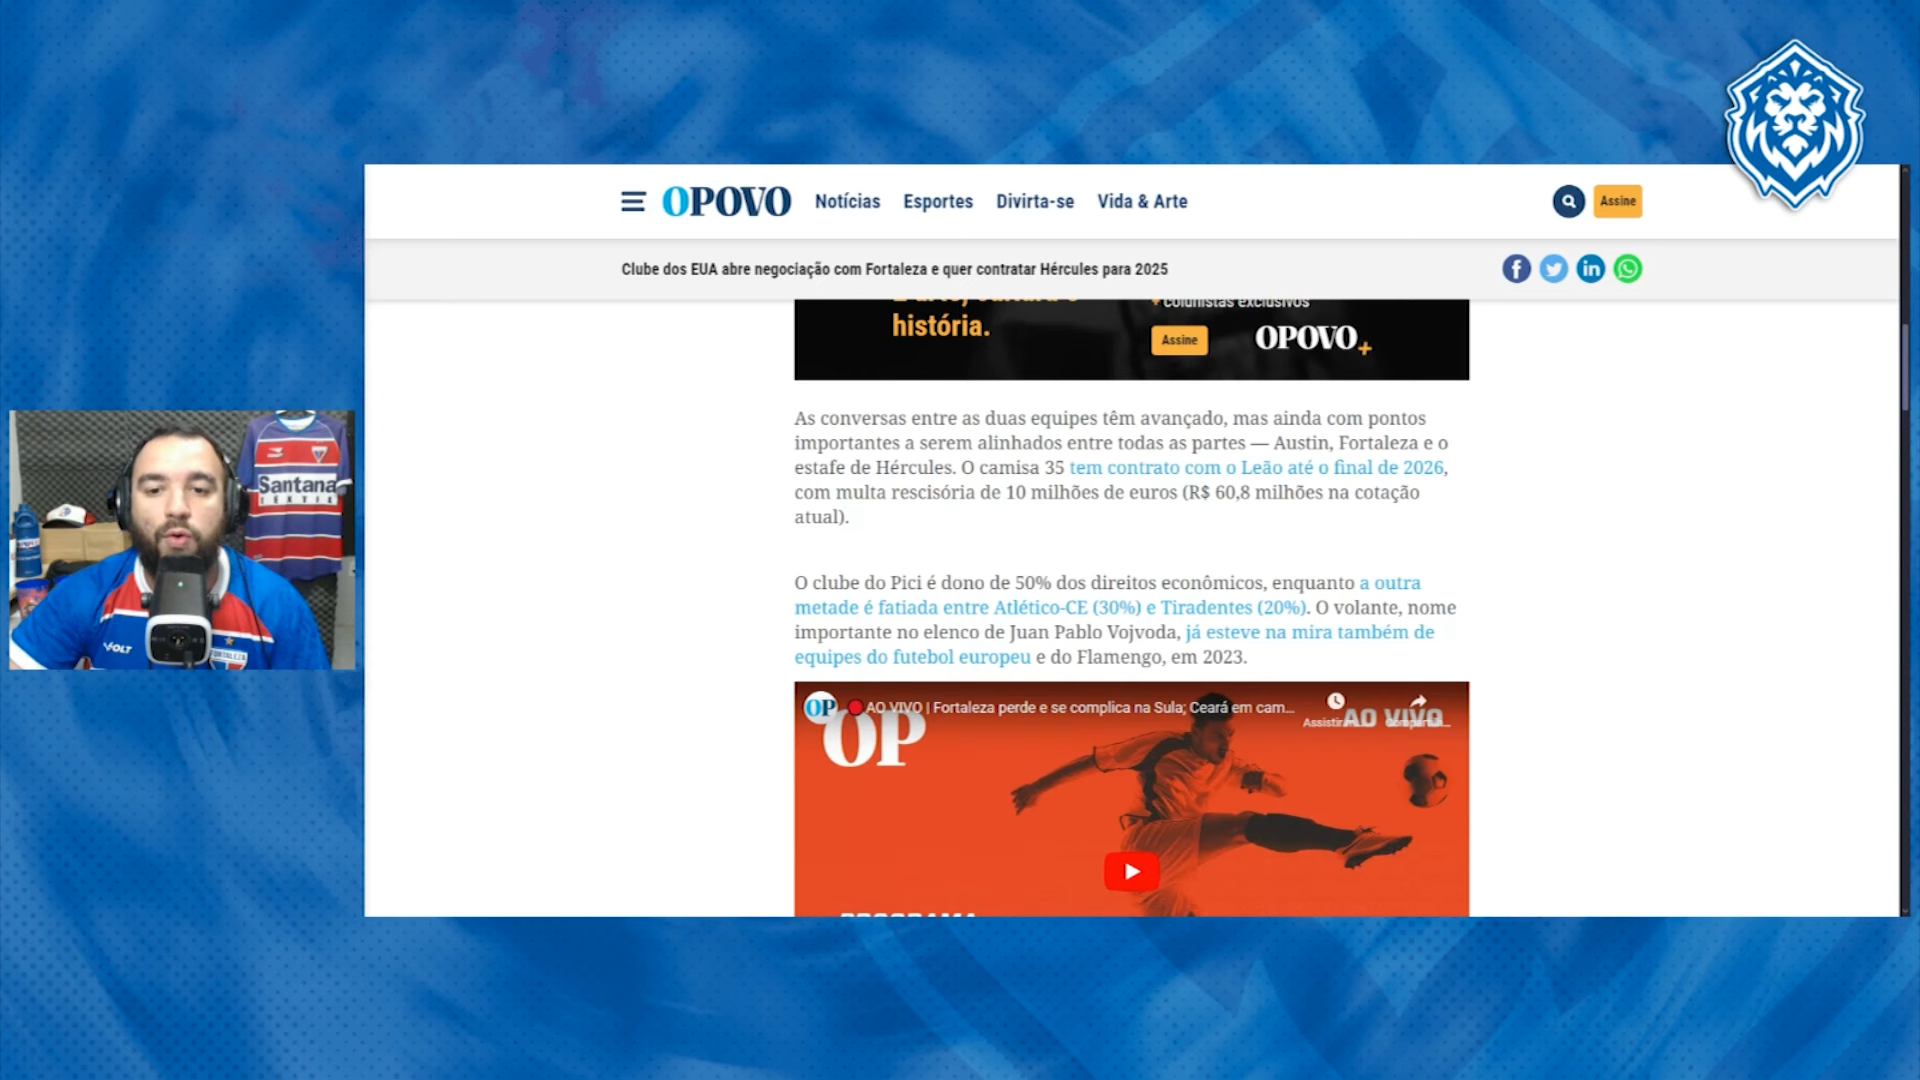 OPOVO
Notícias
Esportes
Divirta-se
Vida & Arte
Assine
Clube dos EUA abre negociação com Fortaleza e quer contratar Hércules para 2025
história.
+ colunistas exclusivos
Assine
OPOVO+
As conversas entre as duas equipes têm avançado, mas ainda com pontos
importantes a serem alinhados entre todas as partes — Austin, Fortaleza e o
estafe de Hércules. O camisa 35 tem contrato com o Leão até o final de 2026,
com multa rescisória de 10 milhões de euros (R$ 60,8 milhões na cotação
atual).
O clube do Pici é dono de 50% dos direitos econômicos, enquanto a outra
metade é fatiada entre Atlético-CE (30%) e Tiradentes (20%). O volante, nome
importante no elenco de Juan Pablo Vojvoda, já esteve na mira também de
equipes do futebol europeu e do Flamengo, em 2023.
OP
AO VIVO | Fortaleza perde e se complica na Sula; Ceará em cam...
AO VIVO
OP
Santana
TÊXTIL
VOLT
FORTALEZA